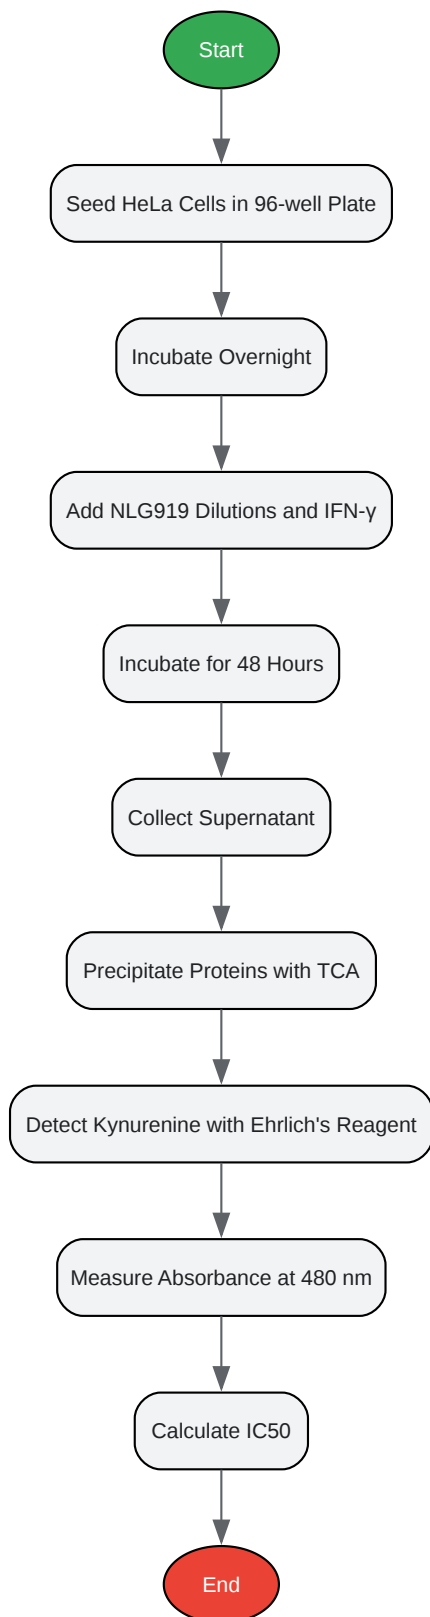 Start
Seed HeLa Cells in 96-well Plate
Incubate Overnight
Add NLG919 Dilutions and IFN-γ
Incubate for 48 Hours
Collect Supernatant
Precipitate Proteins with TCA
Detect Kynurenine with Ehrlich's Reagent
Measure Absorbance at 480 nm
Calculate IC50
End